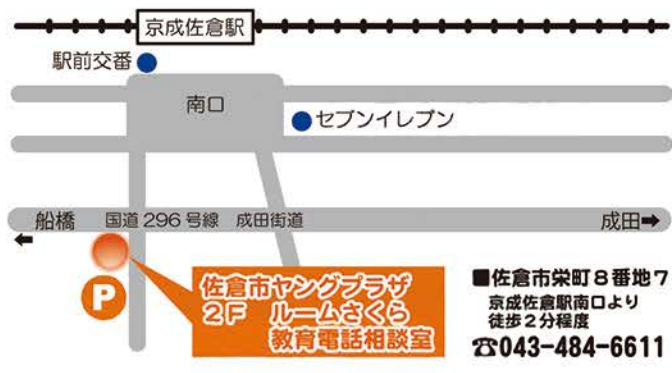 京成佐倉駅
駅前交番
南口
セブンイレブン
船橋 国道296号線 成田街道 成田➡
⬅
P
佐倉市ヤングプラザ
2F ルームさくら
教育電話相談室
■佐倉市栄町8番地7
京成佐倉駅南口より
徒歩2分程度
☎043-484-6611